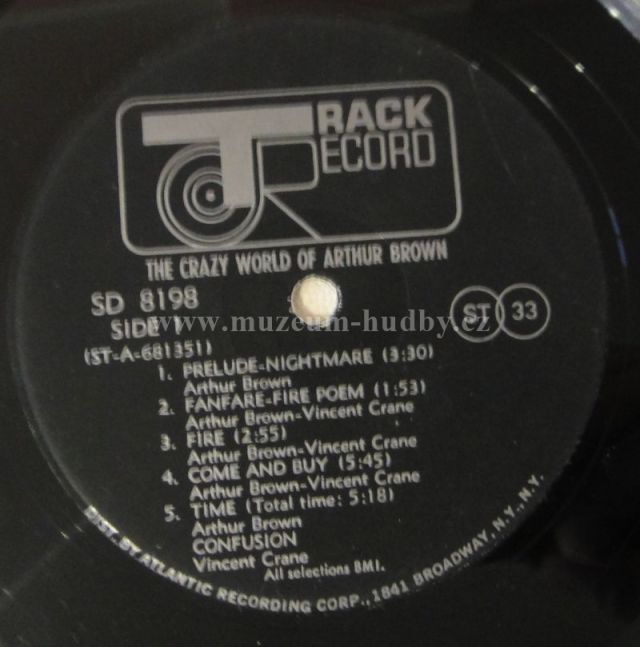 TRACK
RECORD
THE CRAZY WORLD OF ARTHUR BROWN
SD 8198
SIDE 1
www.muzeum-hudby.cz
ST 33
(ST-A-681351)
1. PRELUDE-NIGHTMARE (3:30)
Arthur Brown
2. FANFARE-FIRE POEM (1:53)
Arthur Brown-Vincent Crane
3. FIRE (2:55)
Arthur Brown-Vincent Crane
4. COME AND BUY (5:45)
Arthur Brown-Vincent Crane
5. TIME (Total time: 5:18)
Arthur Brown
CONFUSION
Vincent Crane
All selections BMI.
DIST. BY ATLANTIC RECORDING CORP., 1841 BROADWAY, N.Y., N.Y.